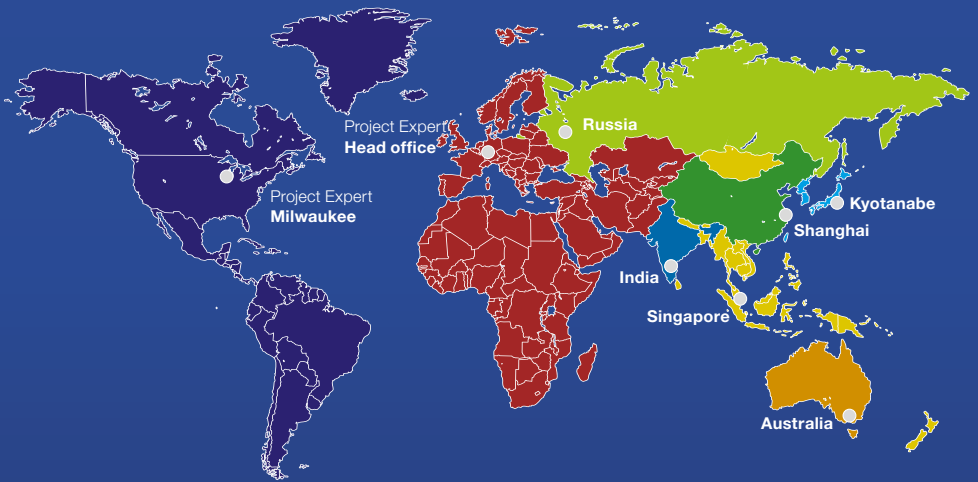 Project Expert
Head office
Russia
Project Expert
Milwaukee
Kyotanabe
Shanghai
India
Singapore
Australia